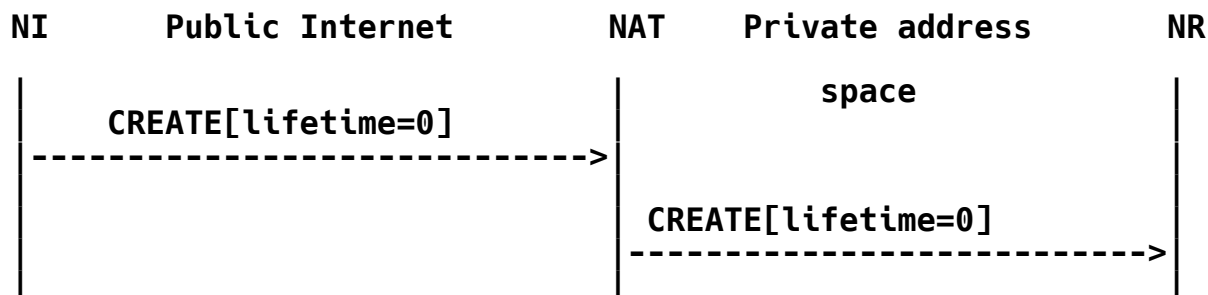 NI Public Internet NAT Private address NR
space
CREATE[lifetime=0]
CREATE[lifetime=0]